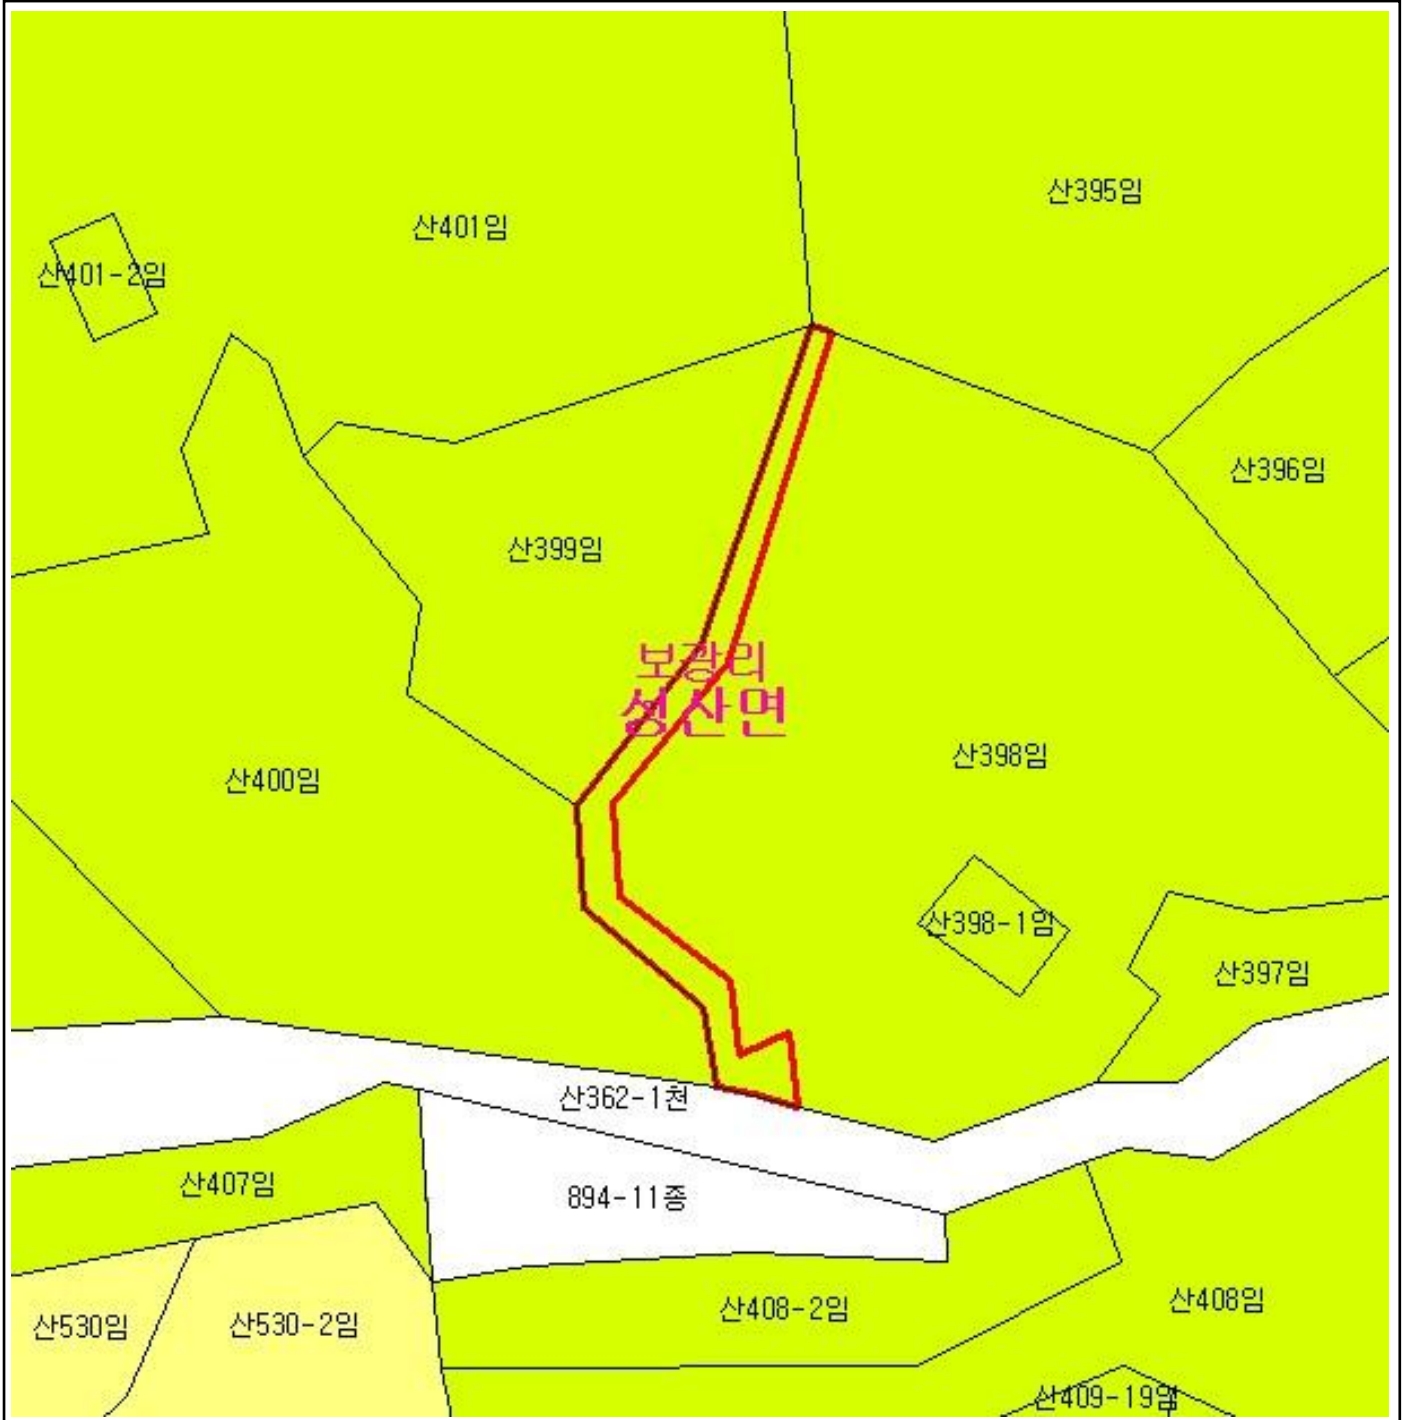 산395임
산401임
산401-2임
산396임
산399임
보광리
성산면
산398임
산400임
산398-1임
산397임
산362-1천
산407임
894-11종
산408임
산408-2임
산530임
산530-2임
산409-19임